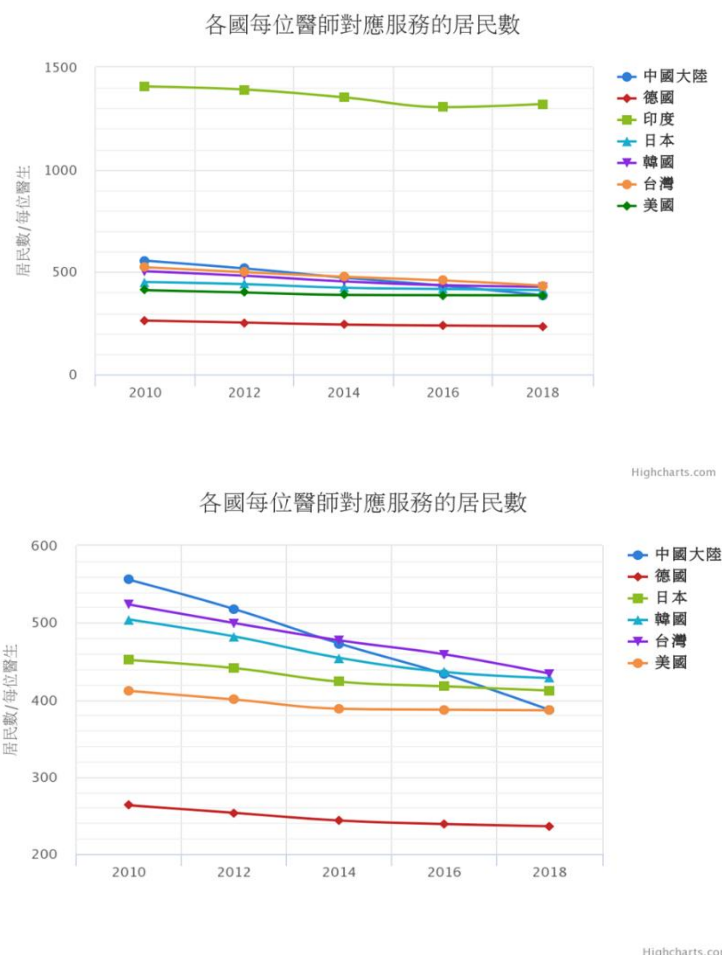 各國每位醫師對應服務的居民數
1500
1000
500
0
居民數/每位醫生
2010 2012 2014 2016 2018
中國大陸
德國
印度
日本
韓國
台灣
美國
Highcharts.com
各國每位醫師對應服務的居民數
600
500
400
300
200
居民數/每位醫生
2010 2012 2014 2016 2018
中國大陸
德國
日本
韓國
台灣
美國
Highcharts.com